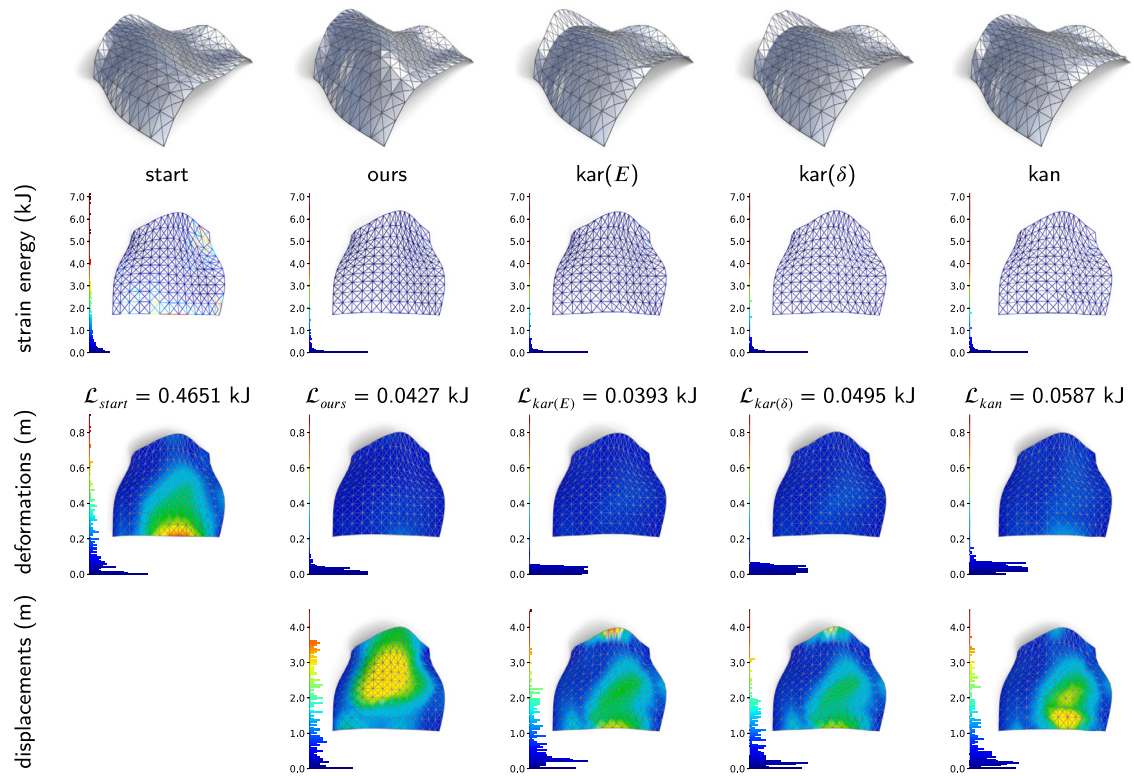 start ours kar(E) kar(δ) kan
strain energy (kJ)
7.0 7.0 7.0 7.0 7.0
6.0 6.0 6.0 6.0 6.0
5.0 5.0 5.0 5.0 5.0
4.0 4.0 4.0 4.0 4.0
3.0 3.0 3.0 3.0 3.0
2.0 2.0 2.0 2.0 2.0
1.0 1.0 1.0 1.0 1.0
0.0 0.0 0.0 0.0 0.0
ℒstart = 0.4651 kJ ℒours = 0.0427 kJ ℒkar(E) = 0.0393 kJ ℒkar(δ) = 0.0495 kJ ℒkan = 0.0587 kJ
deformations (m)
0.8 0.8 0.8 0.8 0.8
0.6 0.6 0.6 0.6 0.6
0.4 0.4 0.4 0.4 0.4
0.2 0.2 0.2 0.2 0.2
0.0 0.0 0.0 0.0 0.0
displacements (m)
4.0 4.0 4.0 4.0
3.0 3.0 3.0 3.0
2.0 2.0 2.0 2.0
1.0 1.0 1.0 1.0
0.0 0.0 0.0 0.0